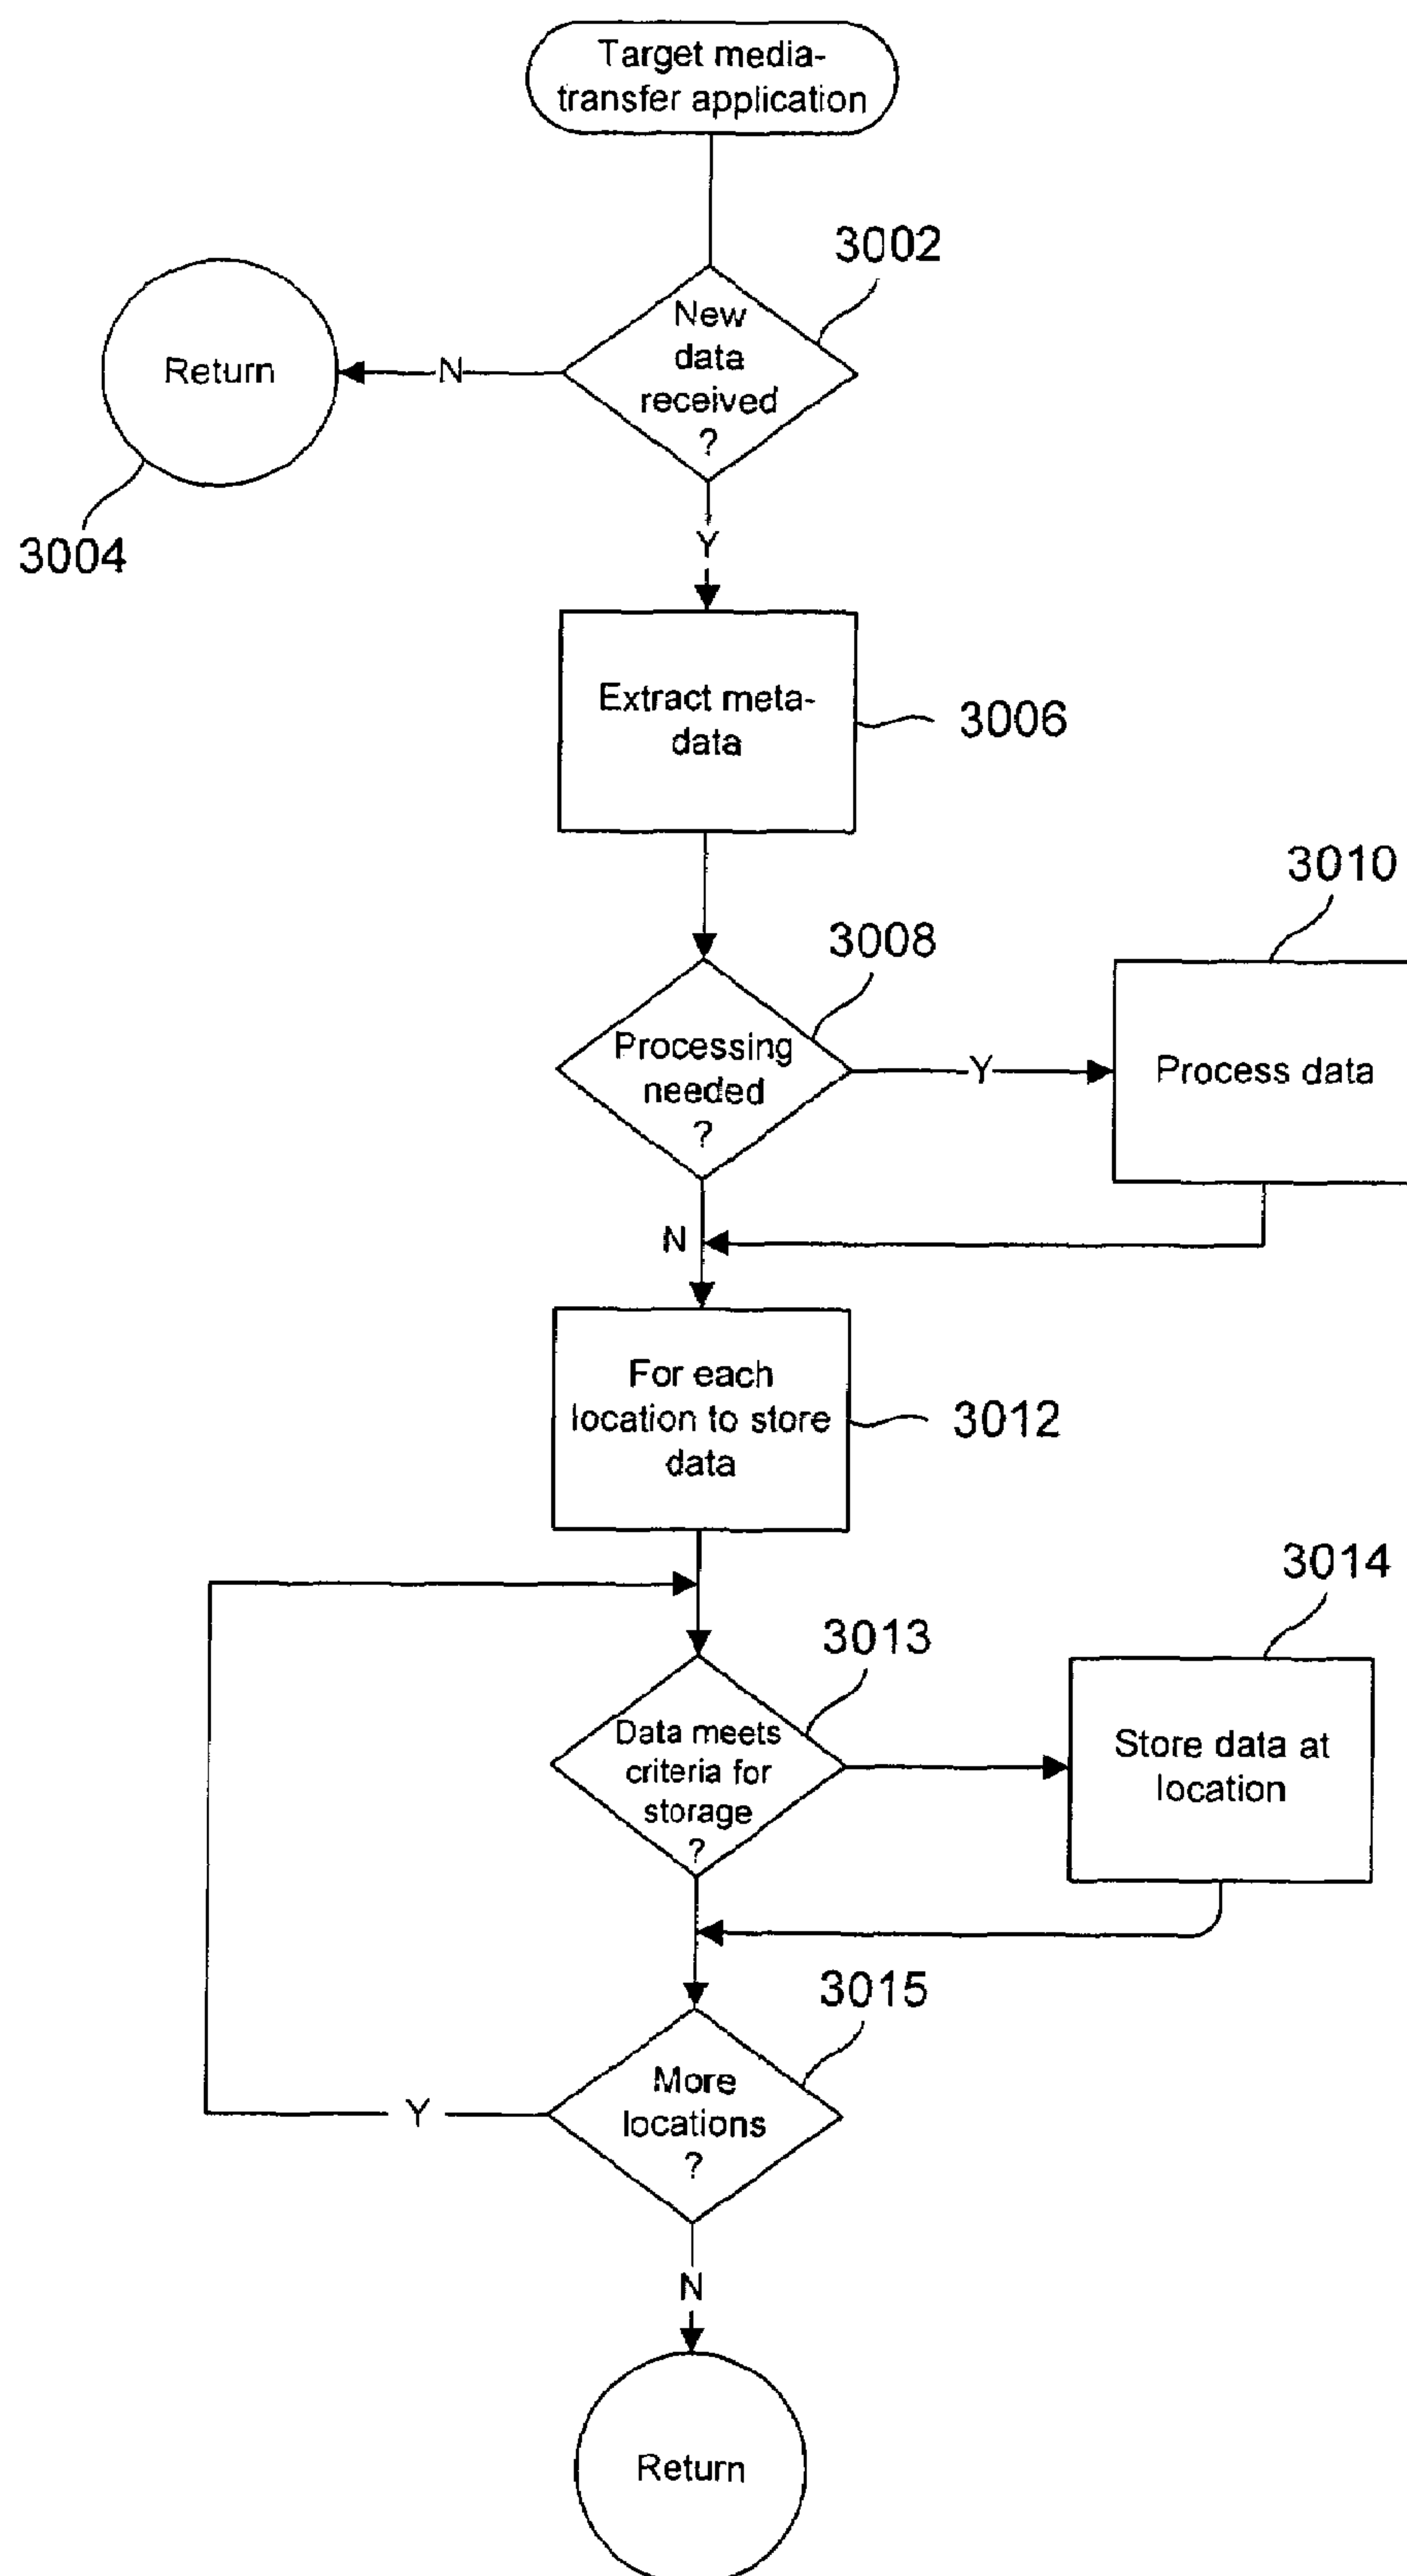 Target media-
transfer application
3002
New
data
received
?
N
Return
3004
Y
Extract meta-
data
3006
3008
3010
Processing
needed
?
Y
Process data
N
For each
location to store
data
3012
3013
3014
Data meets
criteria for
storage
?
Store data at
location
3015
More
locations
?
Y
N
Return